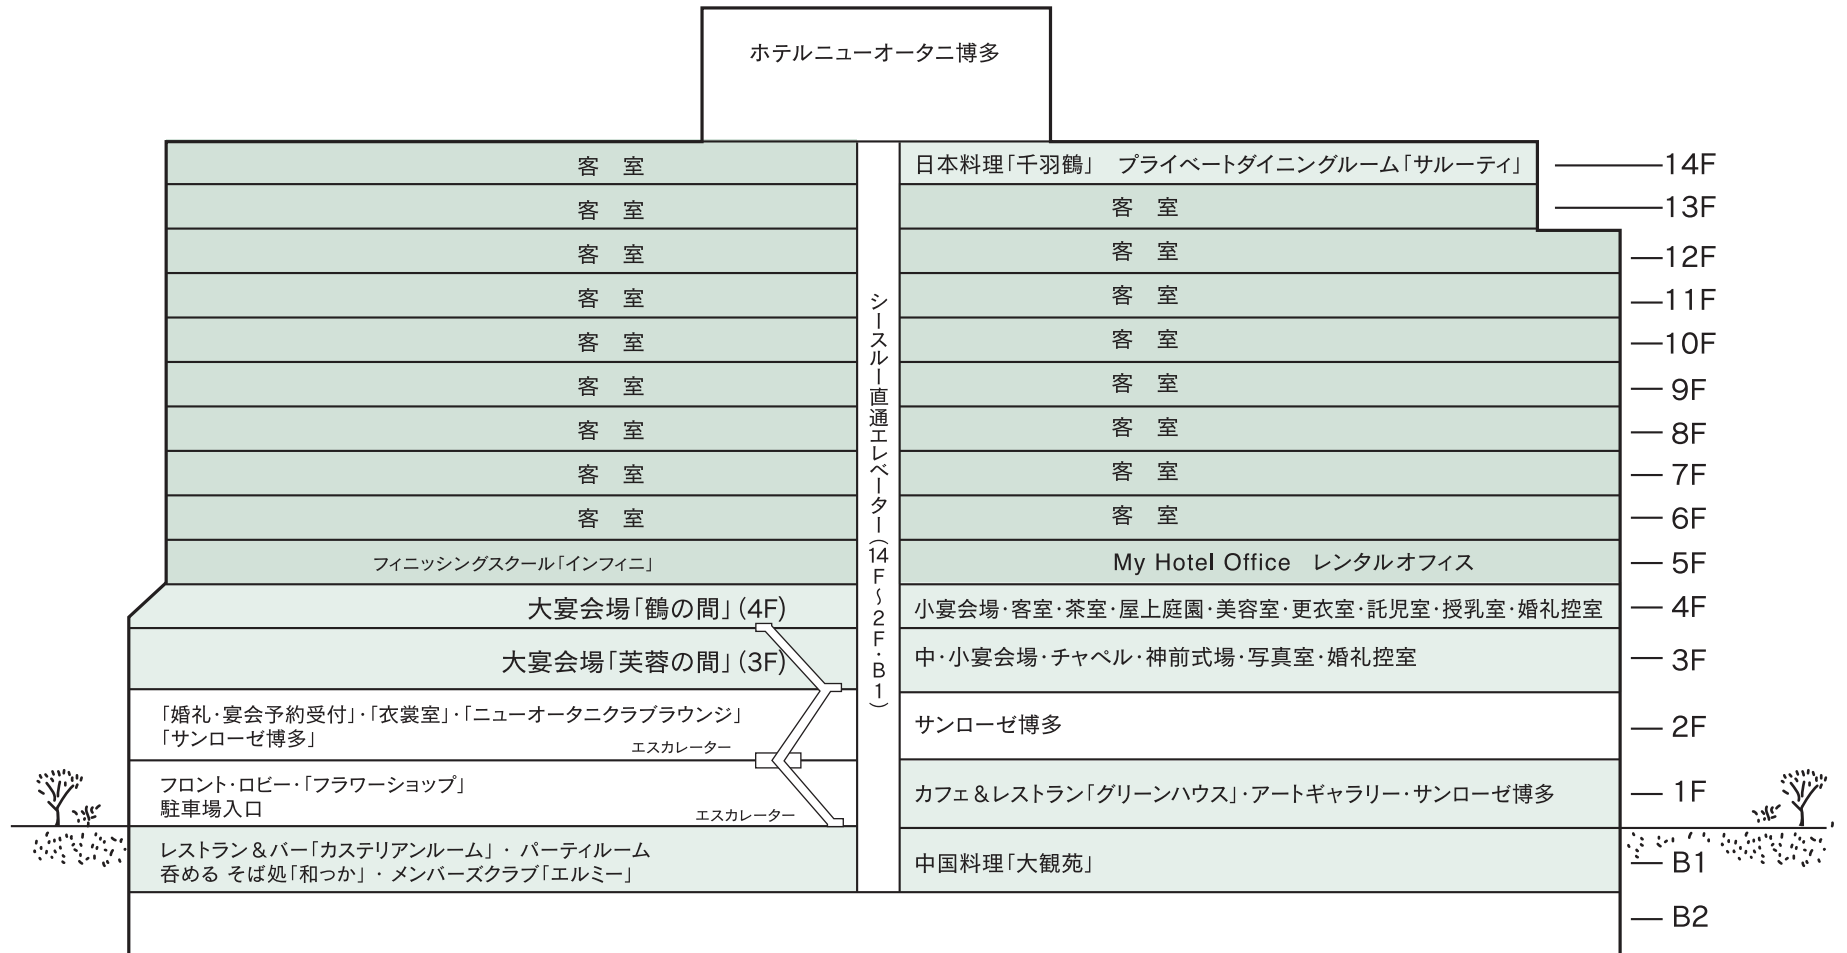 ホテルニューオータニ博多
客 室
日本料理「千羽鶴」 プライベートダイニングルーム「サルーティ」
14F
客 室
客 室
13F
客 室
客 室
12F
客 室
客 室
11F
客 室
客 室
10F
客 室
客 室
9F
客 室
客 室
8F
客 室
客 室
7F
客 室
客 室
6F
シースルー直通エレベーター(14F〜2F・B1)
フィニッシングスクール「インフィニ」
My Hotel Office レンタルオフィス
5F
大宴会場「鶴の間」(4F)
小宴会場・客室・茶室・屋上庭園・美容室・更衣室・託児室・授乳室・婚礼控室
4F
大宴会場「芙蓉の間」(3F)
中・小宴会場・チャペル・神前式場・写真室・婚礼控室
3F
「婚礼・宴会予約受付」・「衣裳室」・「ニューオータニクラブラウンジ」
「サンローゼ博多」
エスカレーター
サンローゼ博多
2F
フロント・ロビー・「フラワーショップ」
駐車場入口
エスカレーター
カフェ&レストラン「グリーンハウス」・アートギャラリー・サンローゼ博多
1F
レストラン&バー「カステリアンルーム」・パーティルーム
呑める そば処「和っか」・メンバーズクラブ「エルミー」
中国料理「大観苑」
B1
B2